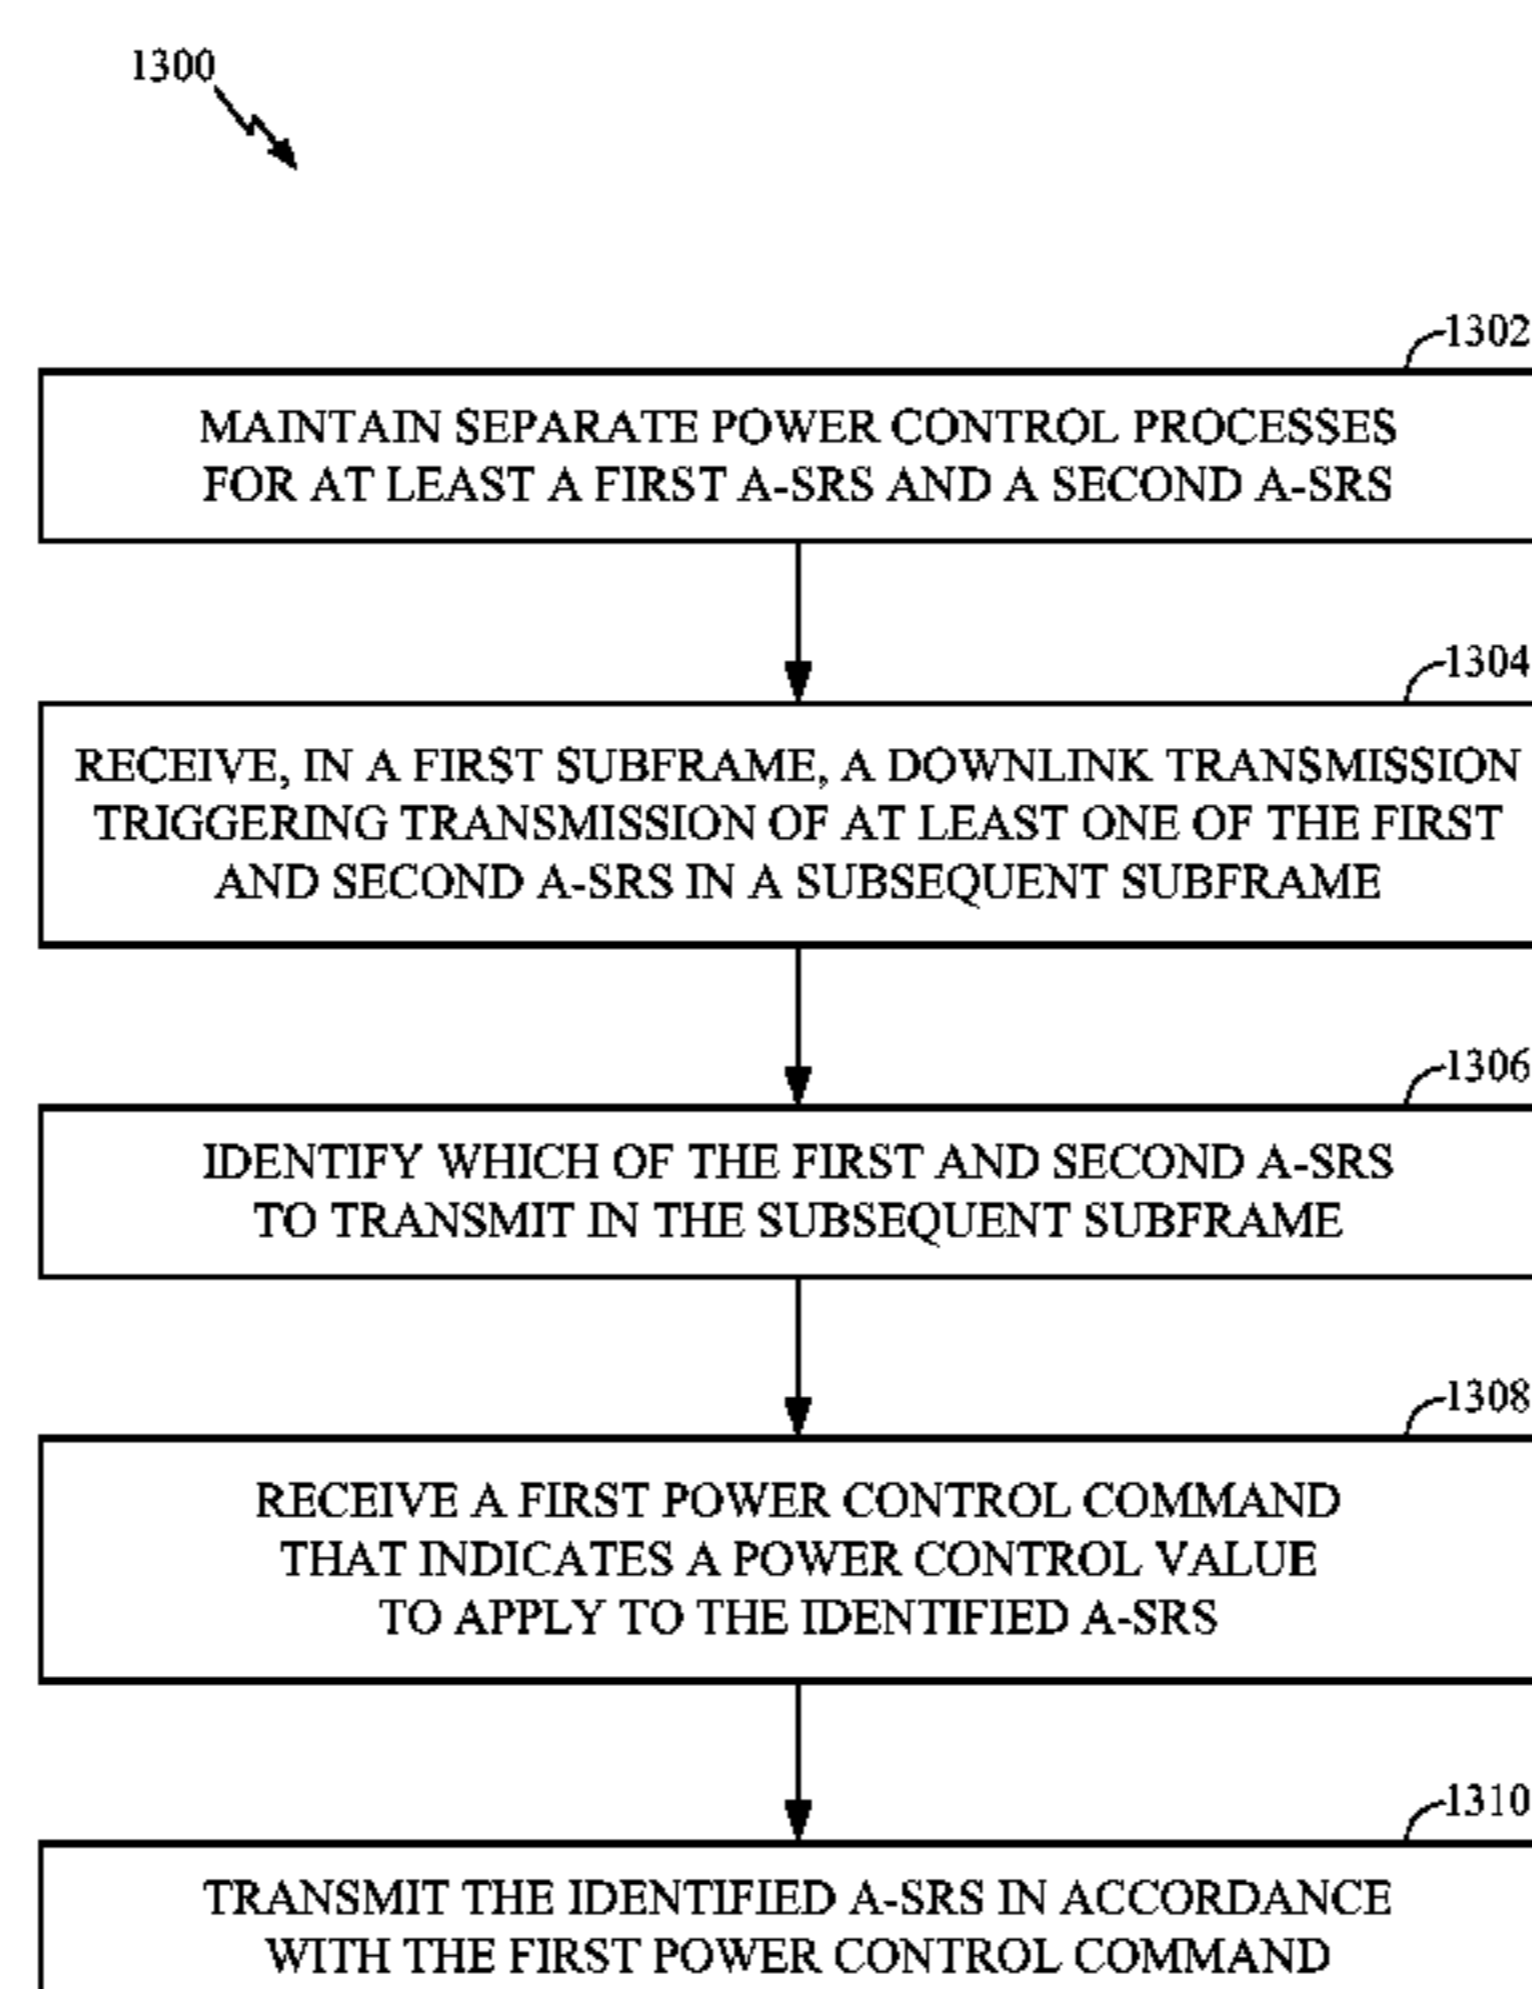 1300
1302
MAINTAIN SEPARATE POWER CONTROL PROCESSES
FOR AT LEAST A FIRST A-SRS AND A SECOND A-SRS
1304
RECEIVE, IN A FIRST SUBFRAME, A DOWNLINK TRANSMISSION
TRIGGERING TRANSMISSION OF AT LEAST ONE OF THE FIRST
AND SECOND A-SRS IN A SUBSEQUENT SUBFRAME
1306
IDENTIFY WHICH OF THE FIRST AND SECOND A-SRS
TO TRANSMIT IN THE SUBSEQUENT SUBFRAME
1308
RECEIVE A FIRST POWER CONTROL COMMAND
THAT INDICATES A POWER CONTROL VALUE
TO APPLY TO THE IDENTIFIED A-SRS
1310
TRANSMIT THE IDENTIFIED A-SRS IN ACCORDANCE
WITH THE FIRST POWER CONTROL COMMAND